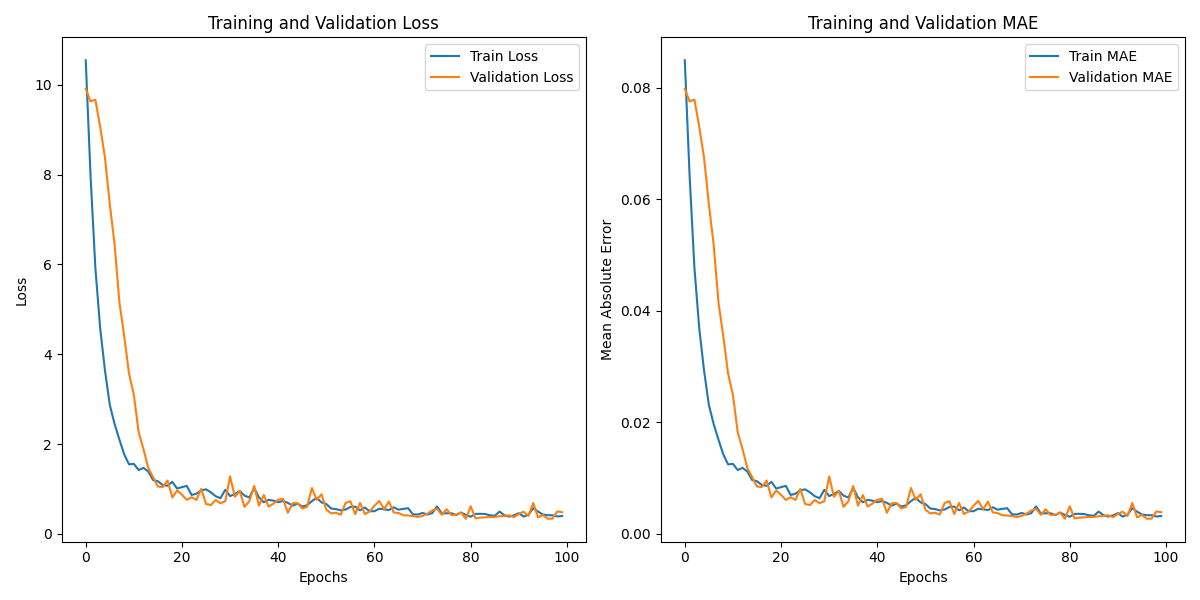 Training and Validation Loss
Train Loss
Validation Loss
10
8
6
4
2
0
Loss
0
20
40
60
80
100
Epochs
Training and Validation MAE
Train MAE
Validation MAE
0.08
0.06
0.04
0.02
0.00
Mean Absolute Error
0
20
40
60
80
100
Epochs